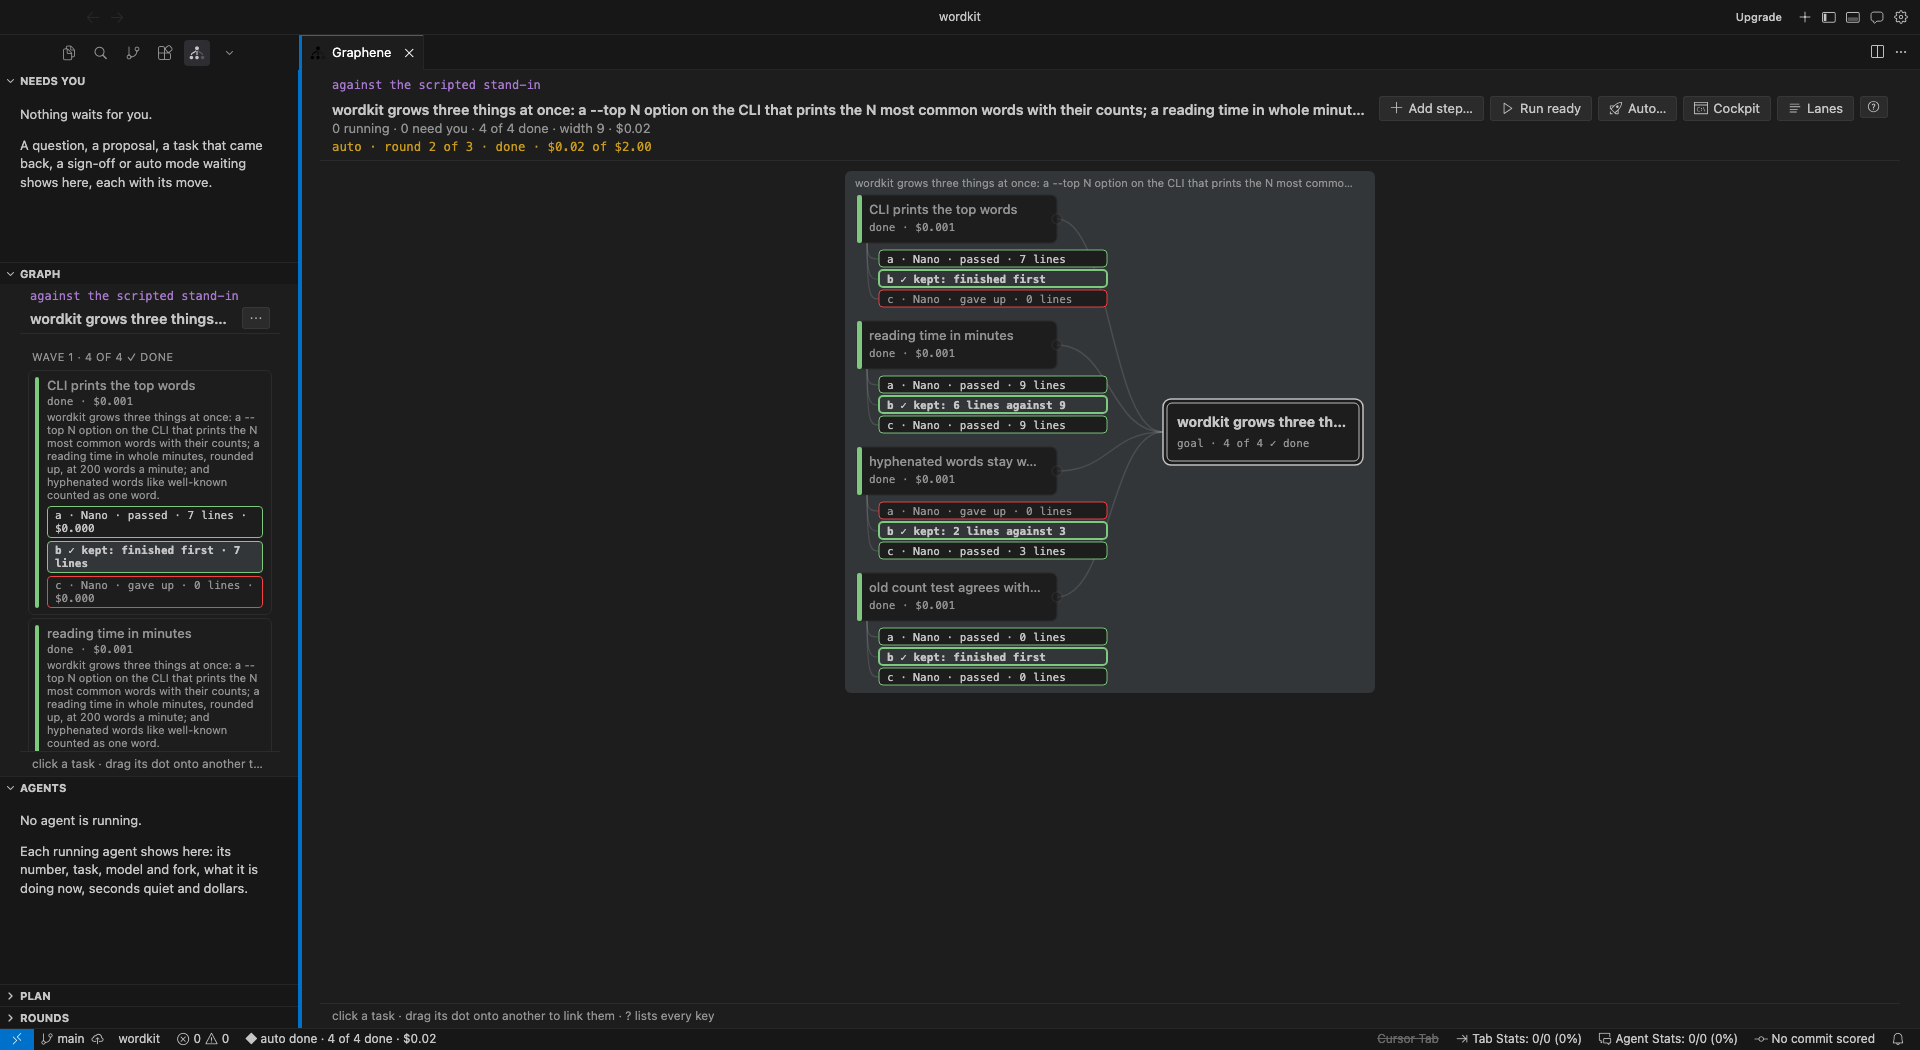 wordkit
Upgrade
NEEDS YOU
Nothing waits for you.
A question, a proposal, a task that came
back, a sign-off or auto mode waiting
shows here, each with its move.
GRAPH
against the scripted stand-in
wordkit grows three things...
WAVE 1 · 4 OF 4 ✓ DONE
CLI prints the top words
done · $0.001
wordkit grows three things at once: a --
top N option on the CLI that prints the N
most common words with their counts; a
reading time in whole minutes, rounded
up, at 200 words a minute; and
hyphenated words like well-known
counted as one word.
a · Nano · passed · 7 lines ·
$0.000
b ✓ kept: finished first · 7
lines
c · Nano · gave up · 0 lines ·
$0.000
reading time in minutes
done · $0.001
wordkit grows three things at once: a --
top N option on the CLI that prints the N
most common words with their counts; a
reading time in whole minutes, rounded
up, at 200 words a minute; and
hyphenated words like well-known
counted as one word.
click a task · drag its dot onto another t...
AGENTS
No agent is running.
Each running agent shows here: its
number, task, model and fork, what it is
doing now, seconds quiet and dollars.
PLAN
ROUNDS
Graphene
against the scripted stand-in
wordkit grows three things at once: a --top N option on the CLI that prints the N most common words with their counts; a reading time in whole minut...
Add step...
Run ready
Auto...
Cockpit
Lanes
0 running · 0 need you · 4 of 4 done · width 9 · $0.02
auto · round 2 of 3 · done · $0.02 of $2.00
wordkit grows three things at once: a --top N option on the CLI that prints the N most commo...
CLI prints the top words
done · $0.001
a · Nano · passed · 7 lines
b ✓ kept: finished first
c · Nano · gave up · 0 lines
reading time in minutes
done · $0.001
a · Nano · passed · 9 lines
b ✓ kept: 6 lines against 9
c · Nano · passed · 9 lines
hyphenated words stay w...
done · $0.001
a · Nano · gave up · 0 lines
b ✓ kept: 2 lines against 3
c · Nano · passed · 3 lines
old count test agrees with...
done · $0.001
a · Nano · passed · 0 lines
b ✓ kept: finished first
c · Nano · passed · 0 lines
wordkit grows three th...
goal · 4 of 4 ✓ done
click a task · drag its dot onto another to link them · ? lists every key
main
wordkit
0
0
auto done · 4 of 4 done · $0.02
Cursor Tab
Tab Stats: 0/0 (0%)
Agent Stats: 0/0 (0%)
No commit scored